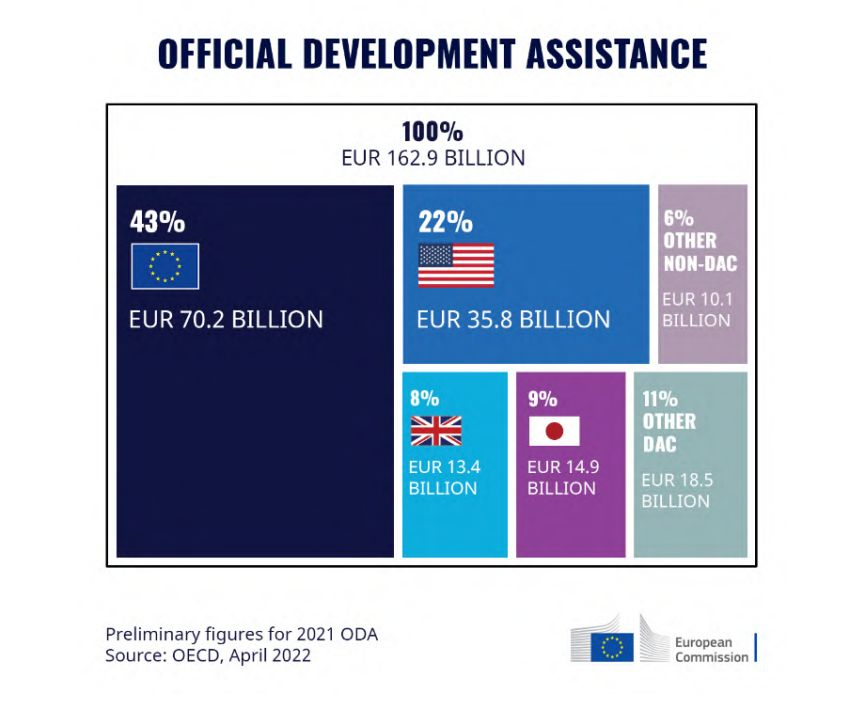 OFFICIAL DEVELOPMENT ASSISTANCE
100%
EUR 162.9 BILLION
43%
EUR 70.2 BILLION
22%
EUR 35.8 BILLION
6%
OTHER
NON-DAC
EUR 10.1
BILLION
8%
EUR 13.4
BILLION
9%
EUR 14.9
BILLION
11%
OTHER
DAC
EUR 18.5
BILLION
Preliminary figures for 2021 ODA
Source: OECD, April 2022
European
Commission